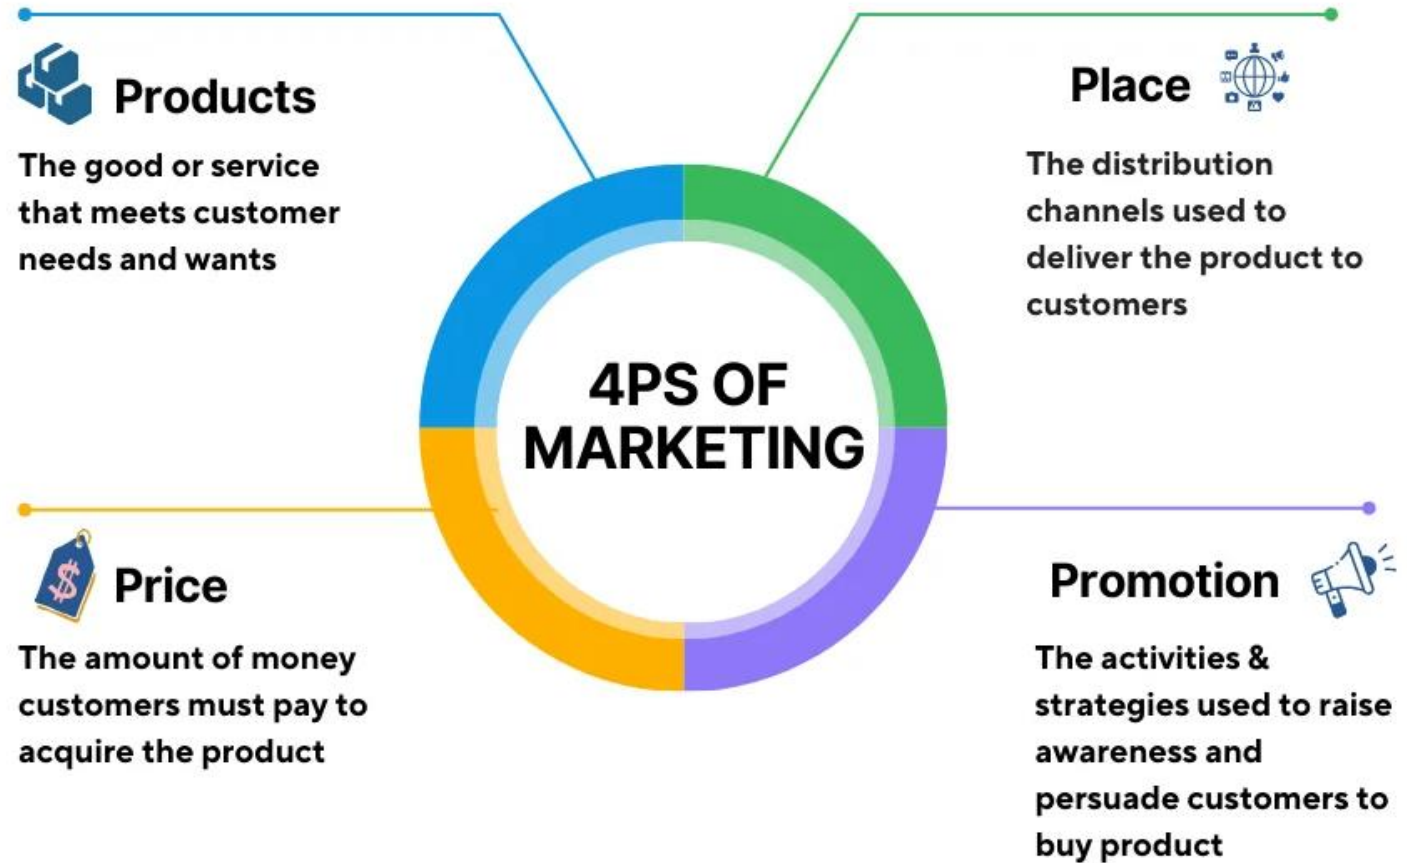 Products
The good or service
that meets customer
needs and wants
Place
The distribution
channels used to
deliver the product to
customers
4PS OF
MARKETING
$
Price
The amount of money
customers must pay to
acquire the product
Promotion
The activities &
strategies used to raise
awareness and
persuade customers to
buy product